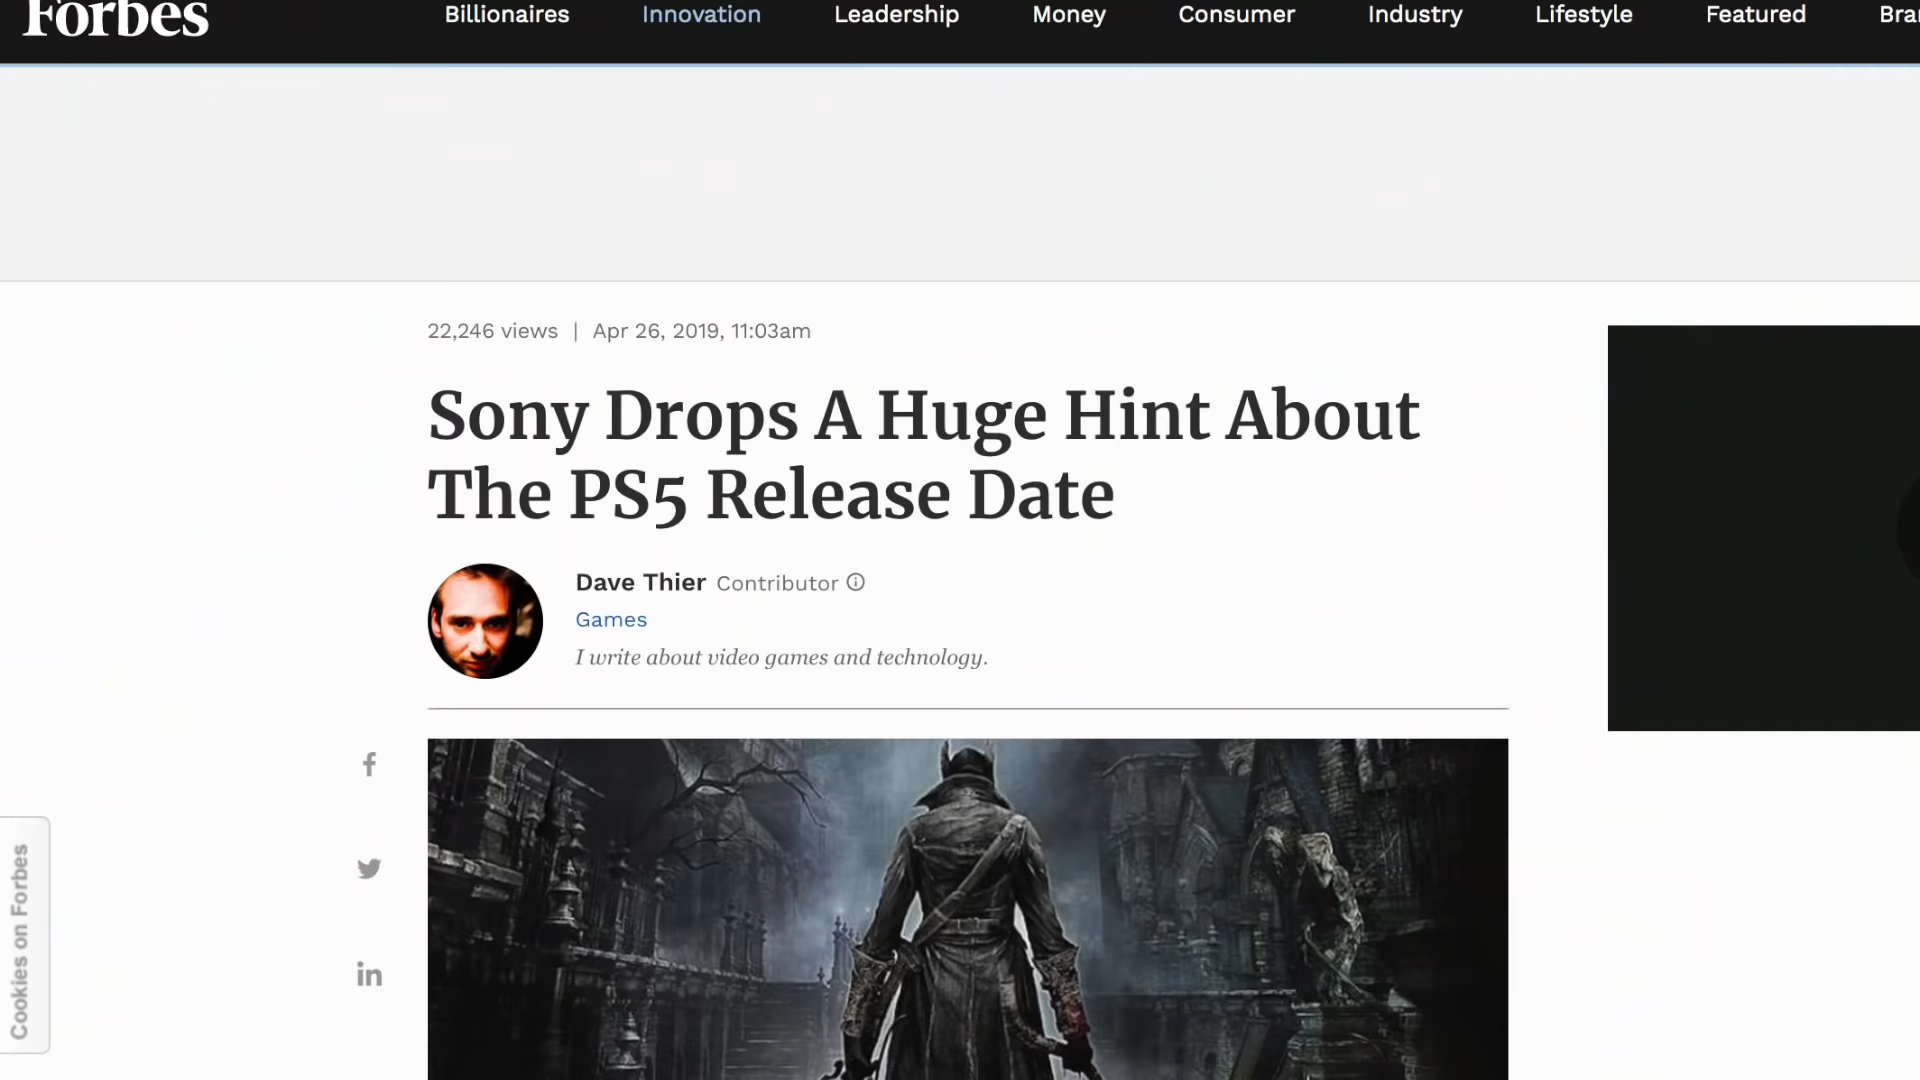 Forbes
Billionaires Innovation Leadership Money Consumer Industry Lifestyle Featured
22,246 views | Apr 26, 2019, 11:03am
Sony Drops A Huge Hint About
The PS5 Release Date
Dave Thier Contributor
Games
I write about video games and technology.
Cookies on Forbes